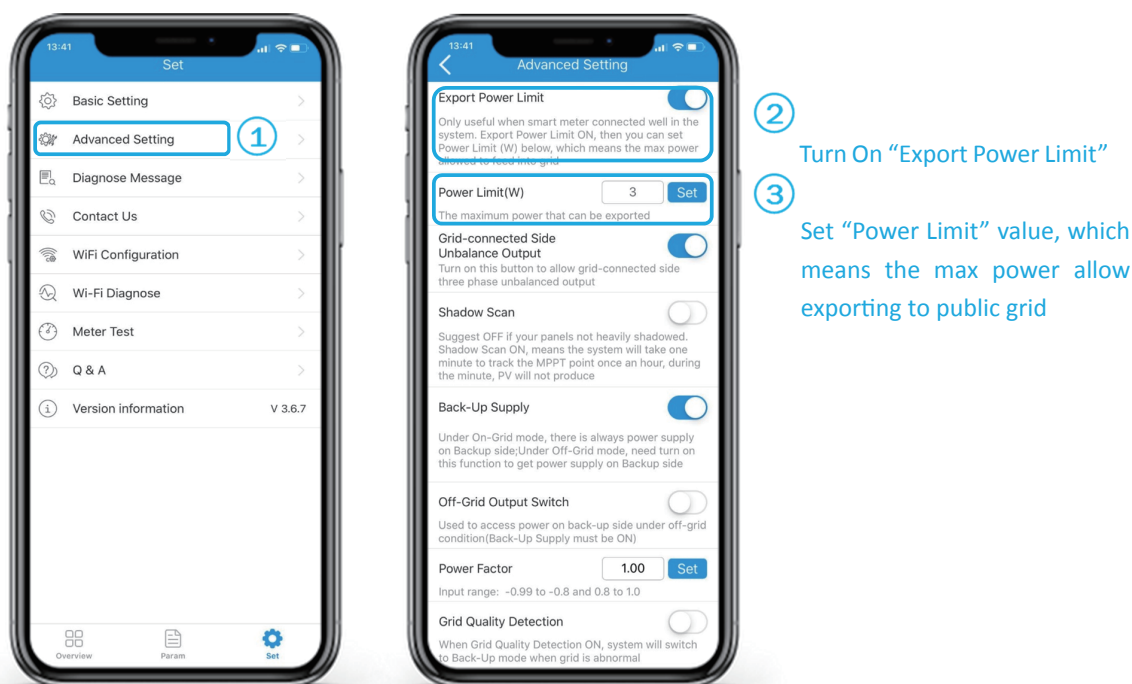 13:41
Set
Basic Setting
Advanced Setting
①
Diagnose Message
Contact Us
WiFi Configuration
Wi-Fi Diagnose
Meter Test
Q & A
Version information V 3.6.7
Overview Param Set
13:41
Advanced Setting
Export Power Limit
Only useful when smart meter connected well in the
system. Export Power Limit ON, then you can set
Power Limit (W) below, which means the max power
allowed to feed into grid
Power Limit(W) 3 Set
The maximum power that can be exported
Grid-connected Side
Unbalance Output
Turn on this button to allow grid-connected side
three phase unbalanced output
Shadow Scan
Suggest OFF if your panels not heavily shadowed.
Shadow Scan ON, means the system will take one
minute to track the MPPT point once an hour, during
the minute, PV will not produce
Back-Up Supply
Under On-Grid mode, there is always power supply
on Backup side;Under Off-Grid mode, need turn on
this function to get power supply on Backup side
Off-Grid Output Switch
Used to access power on back-up side under off-grid
condition(Back-Up Supply must be ON)
Power Factor 1.00 Set
Input range: -0.99 to -0.8 and 0.8 to 1.0
Grid Quality Detection
When Grid Quality Detection ON, system will switch
to Back-Up mode when grid is abnormal
②
Turn On “Export Power Limit”
③
Set “Power Limit” value, which
means the max power allow
exporting to public grid